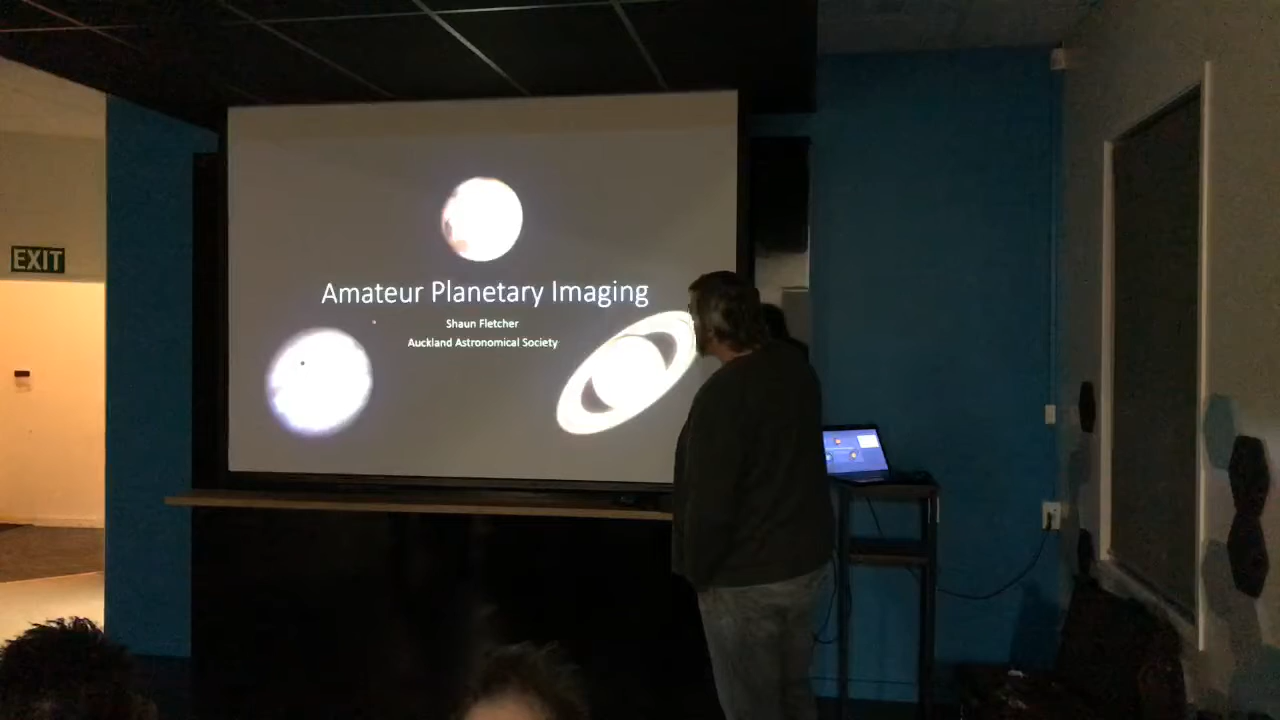 EXIT
Amateur Planetary Imaging
Shaun Fletcher
Auckland Astronomical Society